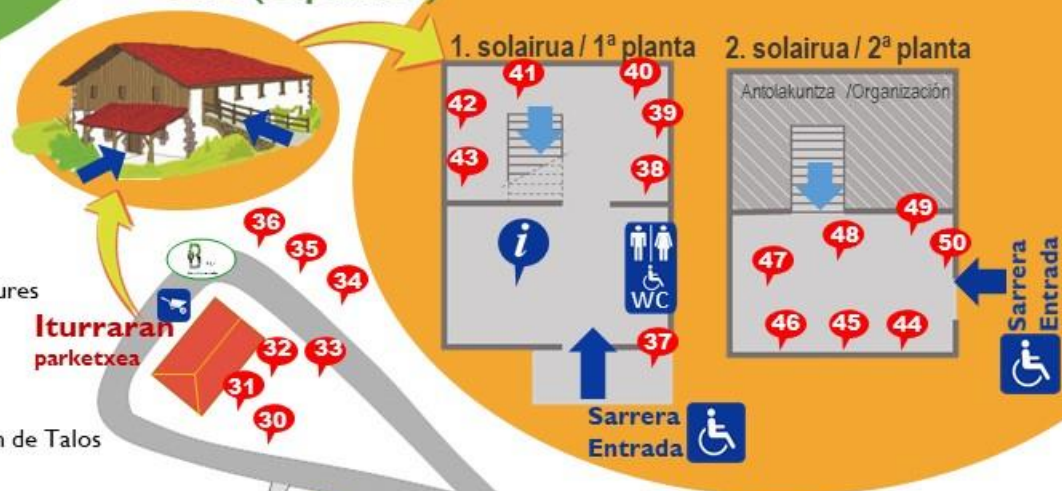 1. solairua / 1ª planta
2. solairua / 2ª planta
Antolakuntza /Organización
41
40
42
39
43
38
i
WC
37
Sarrera
Entrada
49
48
50
47
46
45
44
Sarrera
Entrada
36
35
34
Iturraran
parketxea
32
33
31
30
n de Talos